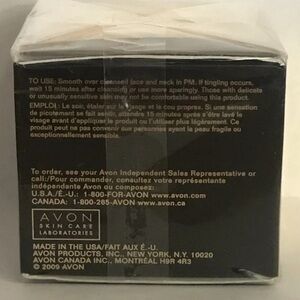 TO USE: Smooth over cleansed face and neck in PM. If tingling occurs,
wait 15 minutes after cleansing or use more sparingly. Those with delicate
or unusually sensitive skin may not be comfortable using this product.
EMPLOI: Le soir, étaler sur le visage et le cou propres. Si une sensation
de picotement se fait sentir, attendre 15 minutes après s'être lavé le
visage avant d'appliquer le produit ou l'utiliser plus légèrement. Ce
produit peut ne pas convenir aux personnes ayant la peau fragile ou
exceptionnellement sensible.
To order, see your Avon Independent Sales Representative or
call:/Pour commander, consultez votre représentante
indépendante Avon ou composez:
U.S.A./É.-U.: 1-800-FOR-AVON www.avon.com
CANADA: 1-800-265-AVON www.avon.ca
AVON
SKIN CARE
LABORATORIES
MADE IN THE USA/FAIT AUX É.-U.
AVON PRODUCTS, INC., NEW YORK, N.Y. 10020
AVON CANADA INC., MONTRÉAL H9R 4R3
© 2009 AVON